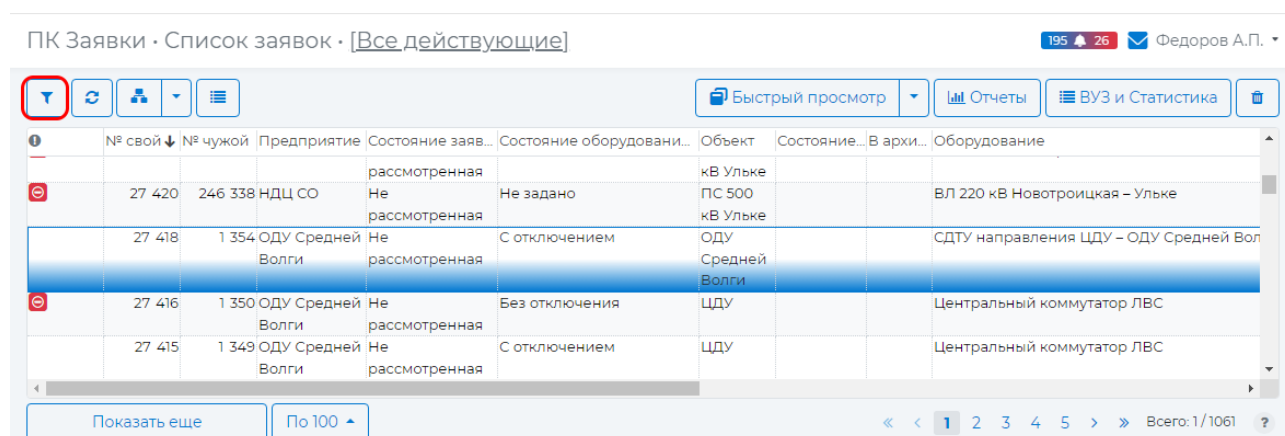 ПК Заявки · Список заявок · [Все действующие]
195 26 Федоров А.П.
Быстрый просмотр Отчеты ВУЗ и Статистика
№ свой № чужой Предприятие Состояние заяв... Состояние оборудовани... Объект Состояние... В архи... Оборудование
рассмотренная кВ Ульке
27 420 246 338 НДЦ СО Не Не задано ПС 500 ВЛ 220 кВ Новотроицкая – Ульке
рассмотренная кВ Ульке
27 418 1 354 ОДУ Средней Не С отключением ОДУ СДТУ направления ЦДУ – ОДУ Средней Вол
Волги рассмотренная Средней
Волги
27 416 1 350 ОДУ Средней Не Без отключения ЦДУ Центральный коммутатор ЛВС
Волги рассмотренная
27 415 1 349 ОДУ Средней Не С отключением ЦДУ Центральный коммутатор ЛВС
Волги рассмотренная
Показать еще По 100 « ‹ 1 2 3 4 5 › » Всего: 1 / 1061 ?